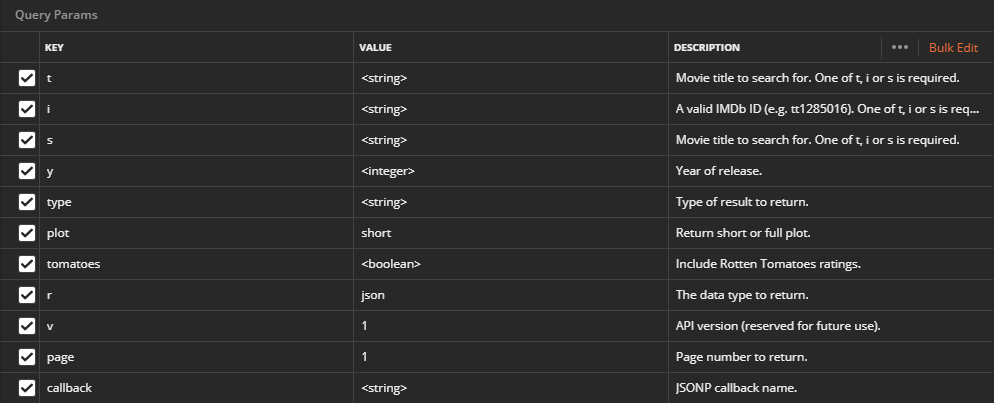 Query Params
KEY VALUE DESCRIPTION ••• Bulk Edit
t <string> Movie title to search for. One of t, i or s is required.
i <string> A valid IMDb ID (e.g. tt1285016). One of t, i or s is req...
s <string> Movie title to search for. One of t, i or s is required.
y <integer> Year of release.
type <string> Type of result to return.
plot short Return short or full plot.
tomatoes <boolean> Include Rotten Tomatoes ratings.
r json The data type to return.
v 1 API version (reserved for future use).
page 1 Page number to return.
callback <string> JSONP callback name.